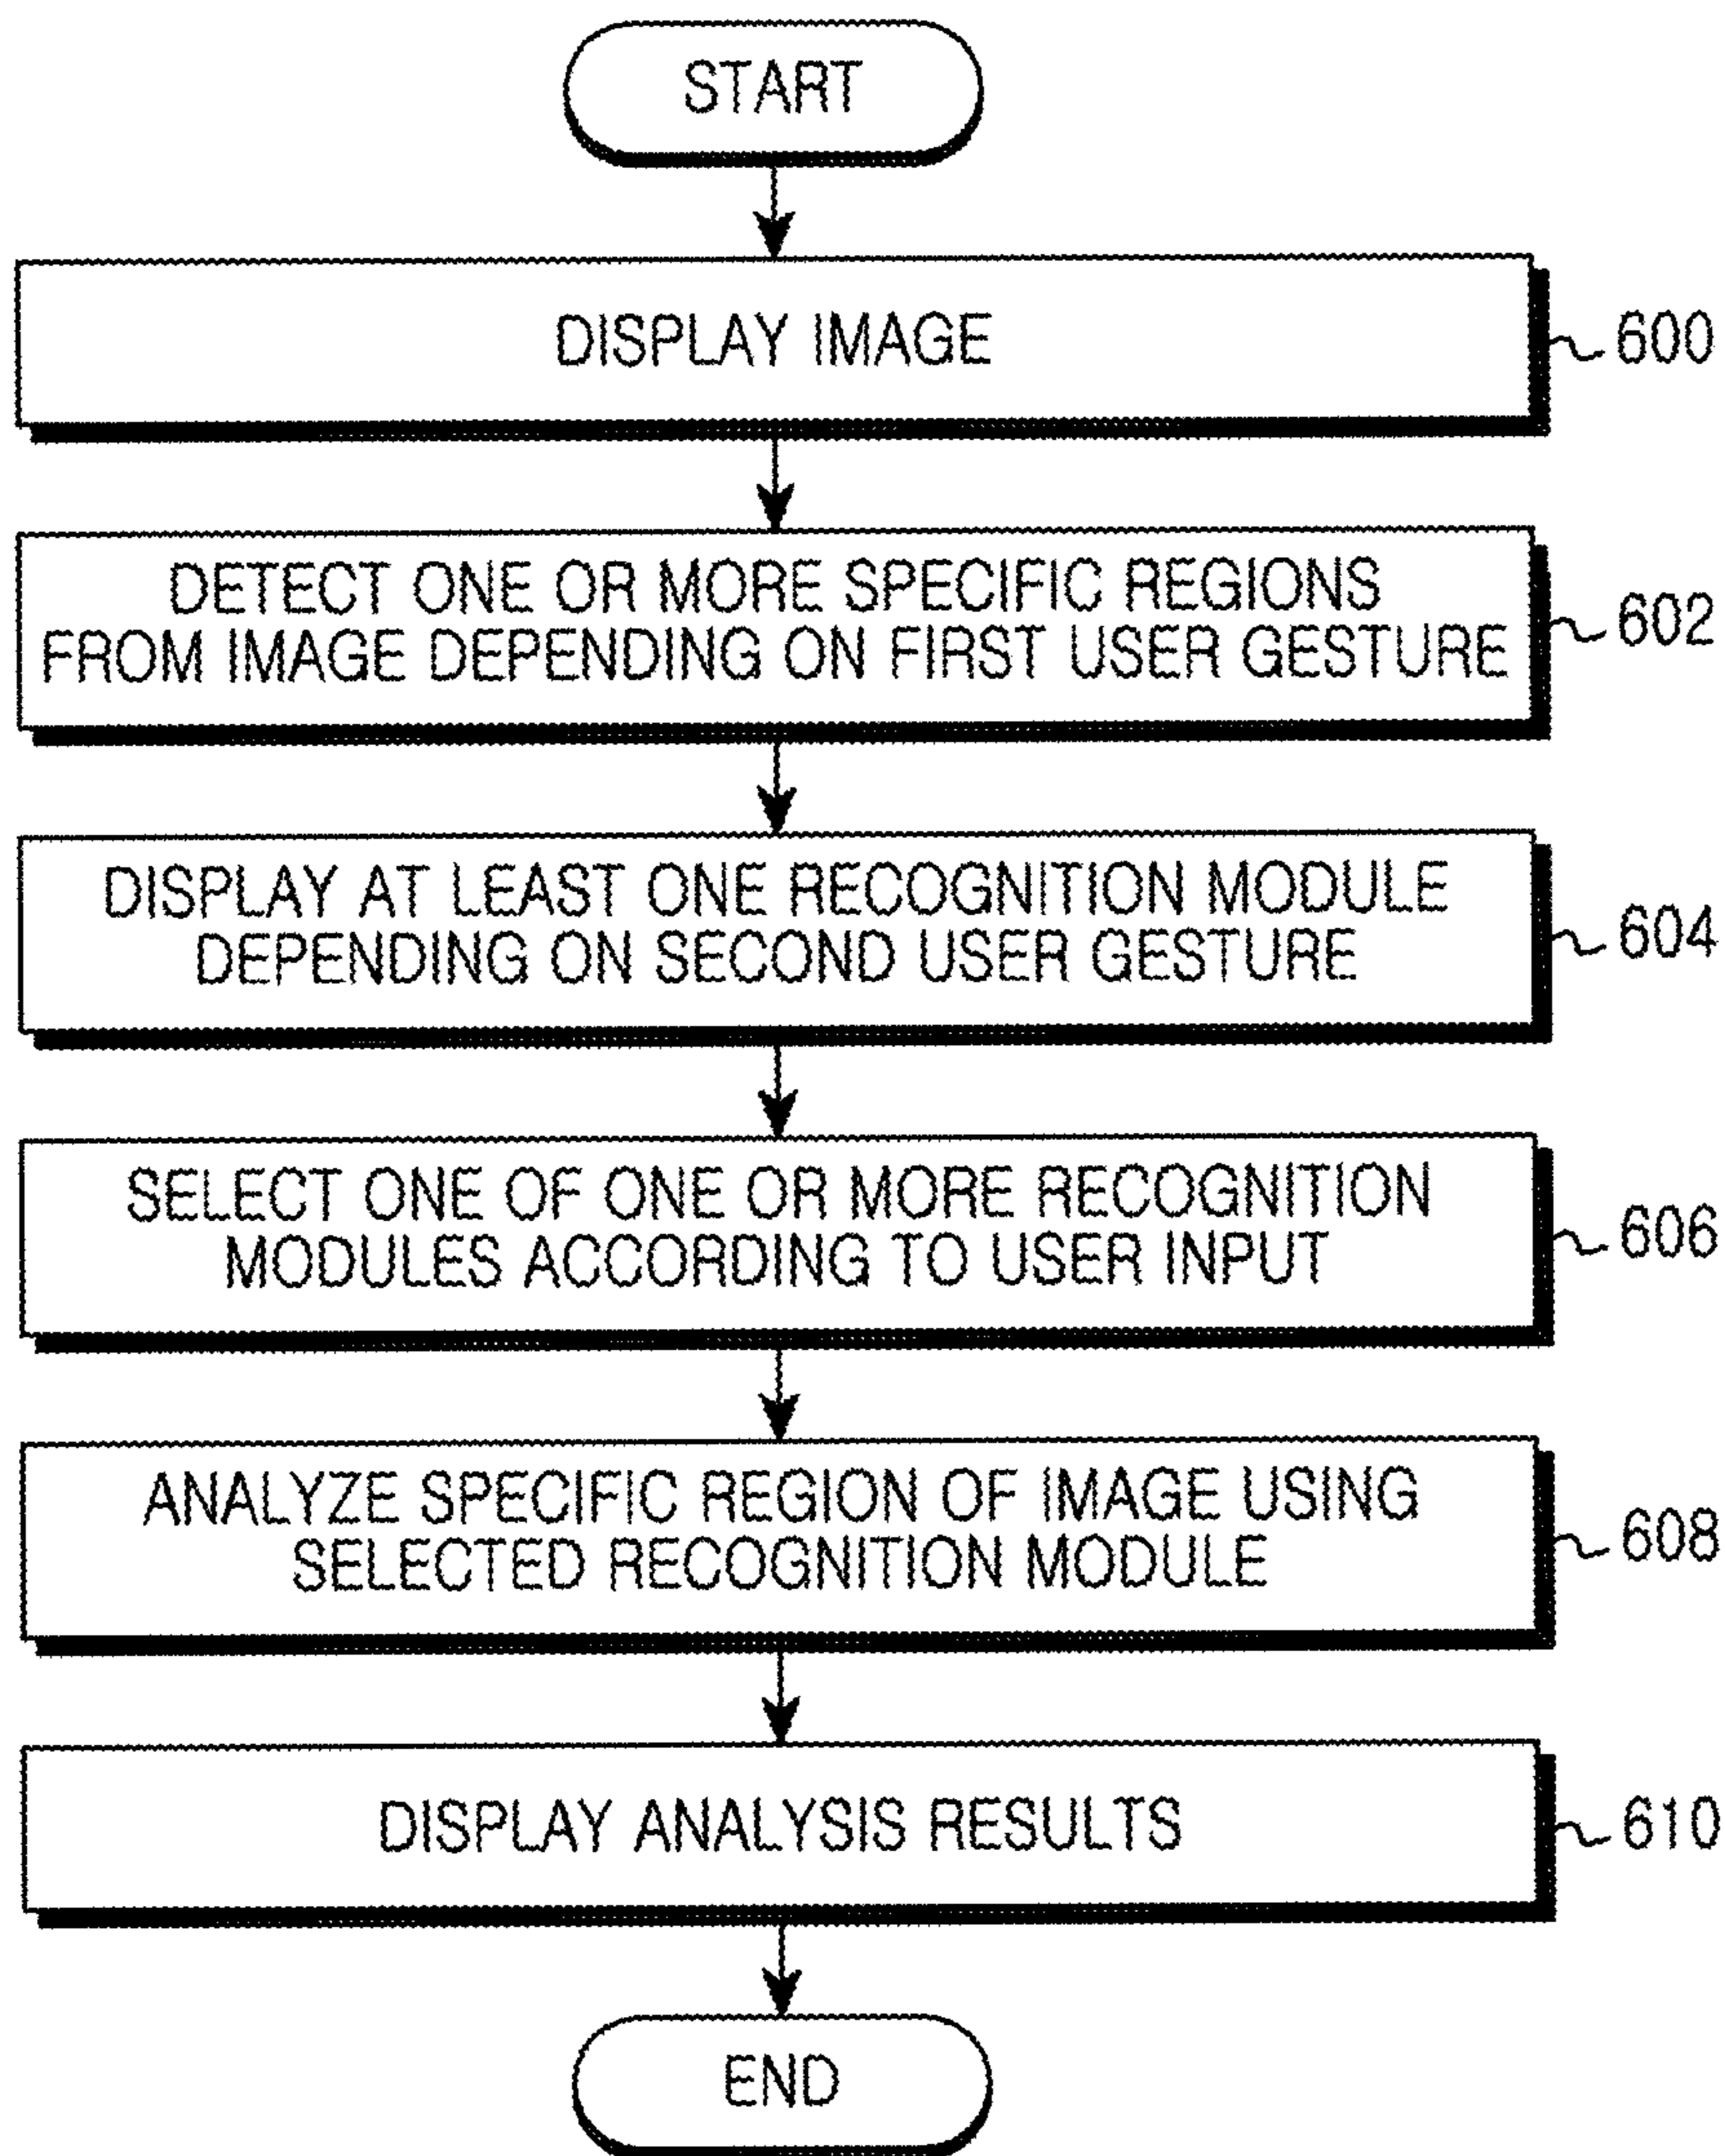 START
DISPLAY IMAGE
600
DETECT ONE OR MORE SPECIFIC REGIONS
FROM IMAGE DEPENDING ON FIRST USER GESTURE
602
DISPLAY AT LEAST ONE RECOGNITION MODULE
DEPENDING ON SECOND USER GESTURE
604
SELECT ONE OF ONE OR MORE RECOGNITION
MODULES ACCORDING TO USER INPUT
606
ANALYZE SPECIFIC REGION OF IMAGE USING
SELECTED RECOGNITION MODULE
608
DISPLAY ANALYSIS RESULTS
610
END